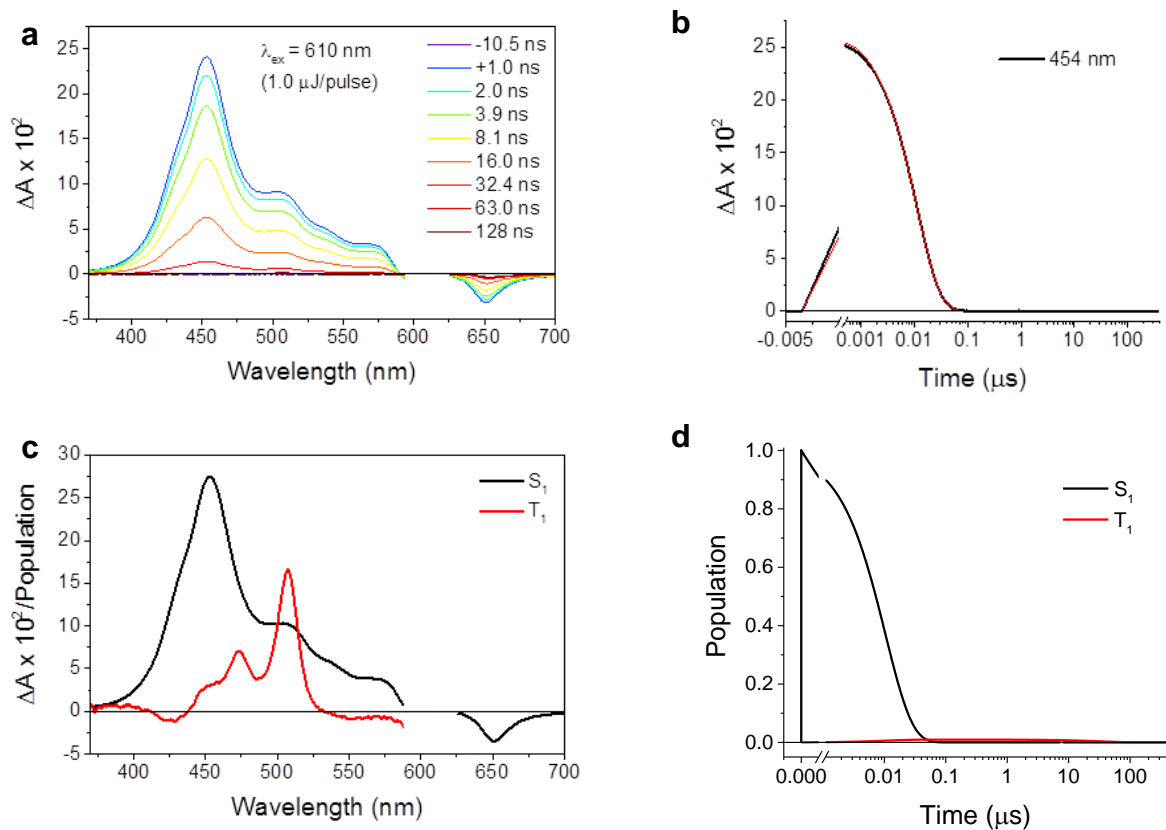 a
λex = 610 nm
(1.0 μJ/pulse)
-10.5 ns
+1.0 ns
2.0 ns
3.9 ns
8.1 ns
16.0 ns
32.4 ns
63.0 ns
128 ns
25
20
15
10
5
0
-5
400 450 500 550 600 650 700
Wavelength (nm)
ΔA x 10²
b
454 nm
25
20
15
10
5
0
-0.005 0.001 0.01 0.1 1 10 100
Time (μs)
ΔA x 10²
c
S₁
T₁
30
25
20
15
10
5
0
-5
400 450 500 550 600 650 700
Wavelength (nm)
ΔA x 10²/Population
d
S₁
T₁
1.0
0.8
0.6
0.4
0.2
0.0
0.000 0.01 0.1 1 10 100
Time (μs)
Population